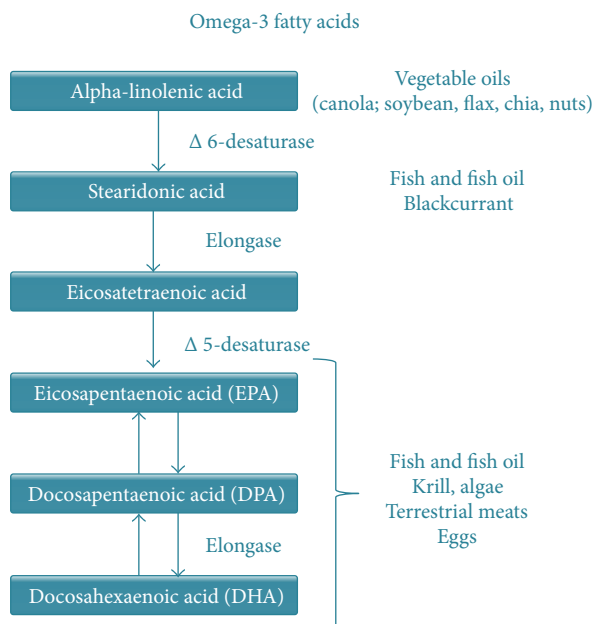 Omega-3 fatty acids
Alpha-linolenic acid
Vegetable oils
(canola; soybean, flax, chia, nuts)
Δ 6-desaturase
Stearidonic acid
Fish and fish oil
Blackcurrant
Elongase
Eicosatetraenoic acid
Δ 5-desaturase
Eicosapentaenoic acid (EPA)
Docosapentaenoic acid (DPA)
Fish and fish oil
Krill, algae
Terrestrial meats
Eggs
Elongase
Docosahexaenoic acid (DHA)